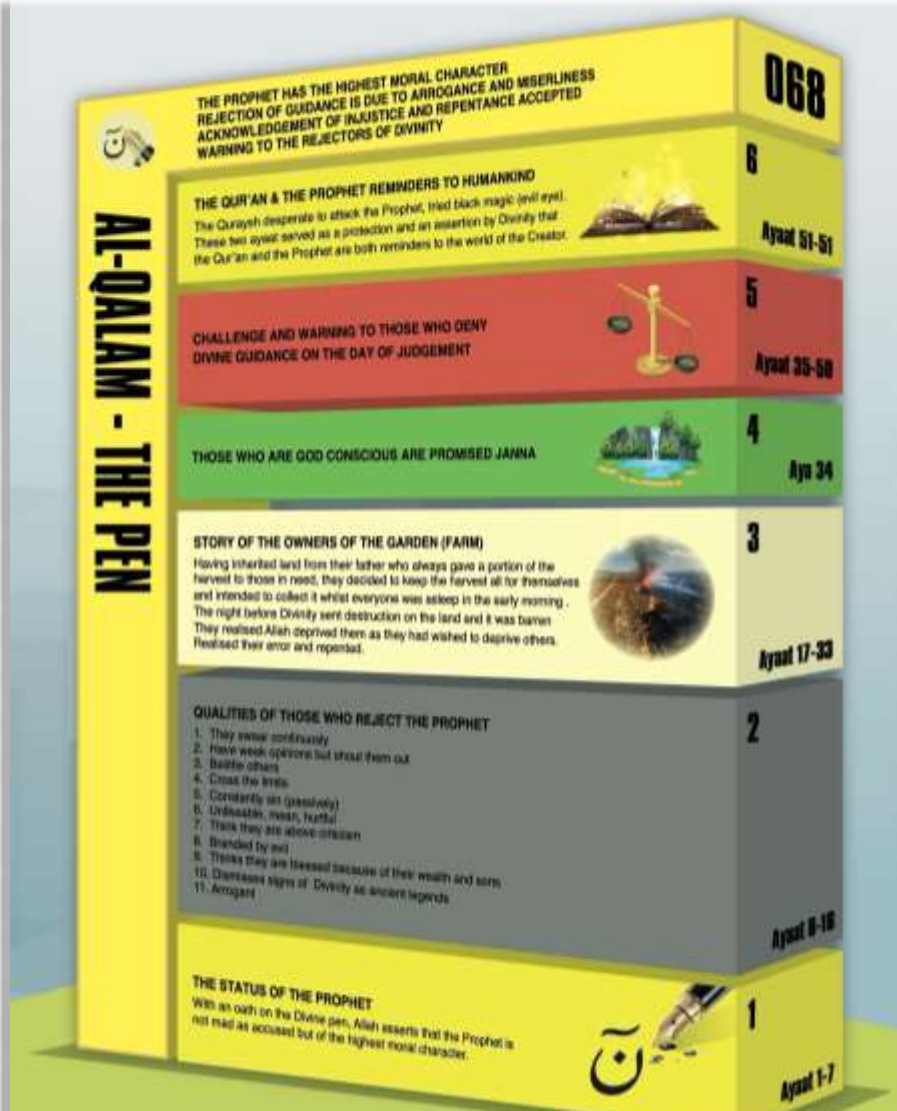 THE PROPHET HAS THE HIGHEST MORAL CHARACTER
REJECTION OF GUIDANCE IS DUE TO ARROGANCE AND MISERLINESS
ACKNOWLEDGEMENT OF INJUSTICE AND REPENTANCE ACCEPTED
WARNING TO THE REJECTORS OF DIVINITY
068
نٓ
AL-QALAM - THE PEN
THE QUR'AN & THE PROPHET REMINDERS TO HUMANKIND
The Quraysh desperate to attack the Prophet, tried black magic (evil eye).
These two ayaat served as a protection and an assertion by Divinity that
the Qur'an and the Prophet are both reminders to the world of the Creator.
6
Ayaat 51-51
CHALLENGE AND WARNING TO THOSE WHO DENY
DIVINE GUIDANCE ON THE DAY OF JUDGEMENT
5
Ayaat 35-50
THOSE WHO ARE GOD CONSCIOUS ARE PROMISED JANNA
4
Aya 34
STORY OF THE OWNERS OF THE GARDEN (FARM)
Having inherited land from their father who always gave a portion of the
harvest to those in need, they decided to keep the harvest all for themselves
and intended to collect it whilst everyone was asleep in the early morning .
The night before Divinity sent destruction on the land and it was barren
They realised Allah deprived them as they had wished to deprive others.
Realised their error and repented.
3
Ayaat 17-33
QUALITIES OF THOSE WHO REJECT THE PROPHET
1. They swear continuously
2. Have weak opinions but shout them out
3. Belittle others
4. Cross the limits
5. Constantly sin (passively)
6. Unlikeable, mean, hurtful
7. Think they are above criticism
8. Branded by evil
9. Thinks they are blessed because of their wealth and sons
10. Dismisses signs of Divinity as ancient legends
11. Arrogant
2
Ayaat 8-16
THE STATUS OF THE PROPHET
With an oath on the Divine pen, Allah asserts that the Prophet is
not mad as accused but of the highest moral character.
نٓ
1
Ayaat 1-7